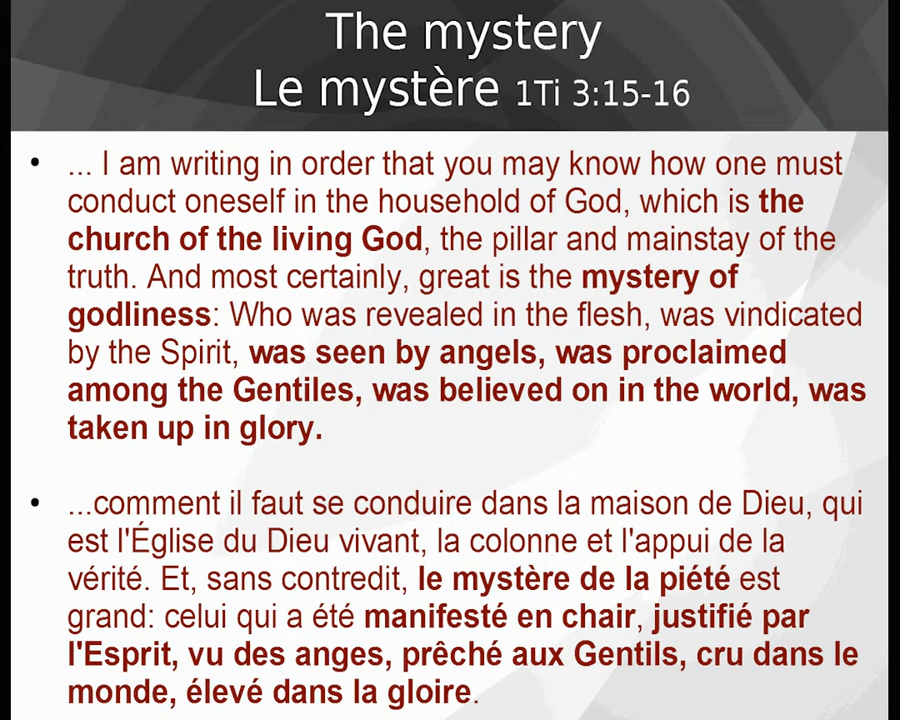 The mystery
Le mystère 1Ti 3:15-16
• ... I am writing in order that you may know how one must
conduct oneself in the household of God, which is the
church of the living God, the pillar and mainstay of the
truth. And most certainly, great is the mystery of
godliness: Who was revealed in the flesh, was vindicated
by the Spirit, was seen by angels, was proclaimed
among the Gentiles, was believed on in the world, was
taken up in glory.
• ...comment il faut se conduire dans la maison de Dieu, qui
est l'Église du Dieu vivant, la colonne et l'appui de la
vérité. Et, sans contredit, le mystère de la piété est
grand: celui qui a été manifesté en chair, justifié par
l'Esprit, vu des anges, prêché aux Gentils, cru dans le
monde, élevé dans la gloire.